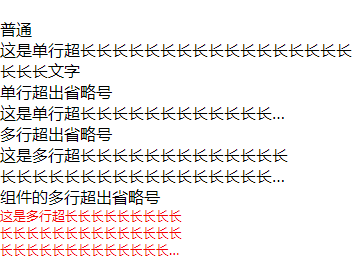 普通
这是单行超长长长长长长长长长长长长长长长长长
长长长文字
单行超出省略号
这是单行超长长长长长长长长长长长长...
多行超出省略号
这是多行超长长长长长长长长长长长长长
长长长长长长长长长长长长长长长长长...
组件的多行超出省略号
这是多行超长长长长长长长长长
长长长长长长长长长长长长长长
长长长长长长长长长长长长长...